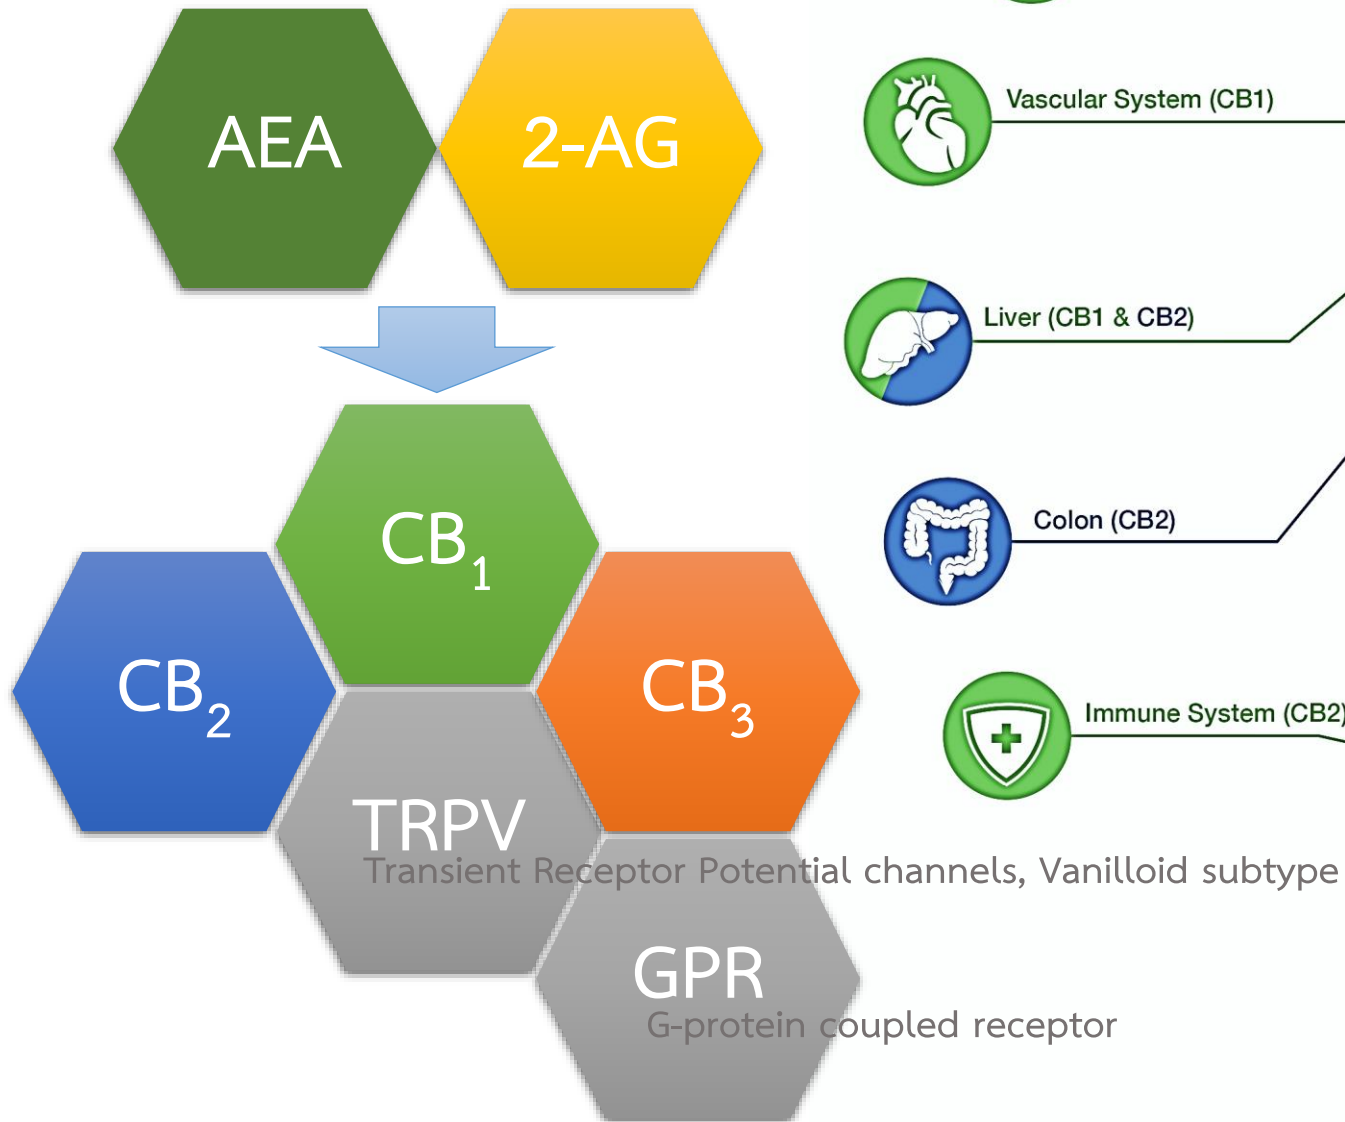 AEA
2-AG
CB1
CB2
CB3
TRPV
Transient Receptor Potential channels, Vanilloid subtype
GPR
G-protein coupled receptor
Vascular System (CB1)
Liver (CB1 & CB2)
Colon (CB2)
Immune System (CB2)